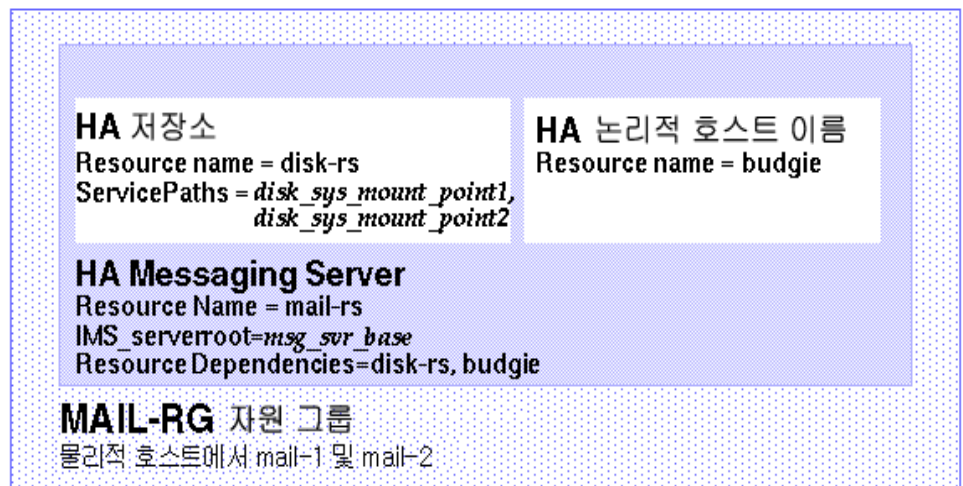 HA 저장소
Resource name = disk-rs
ServicePaths = disk_sys_mount_point1,
disk_sys_mount_point2
HA 논리적 호스트 이름
Resource name = budgie
HA Messaging Server
Resource Name = mail-rs
IMS_serverroot=msg_svr_base
Resource Dependencies=disk-rs, budgie
MAIL-RG 자원 그룹
물리적 호스트에서 mail-1 및 mail-2